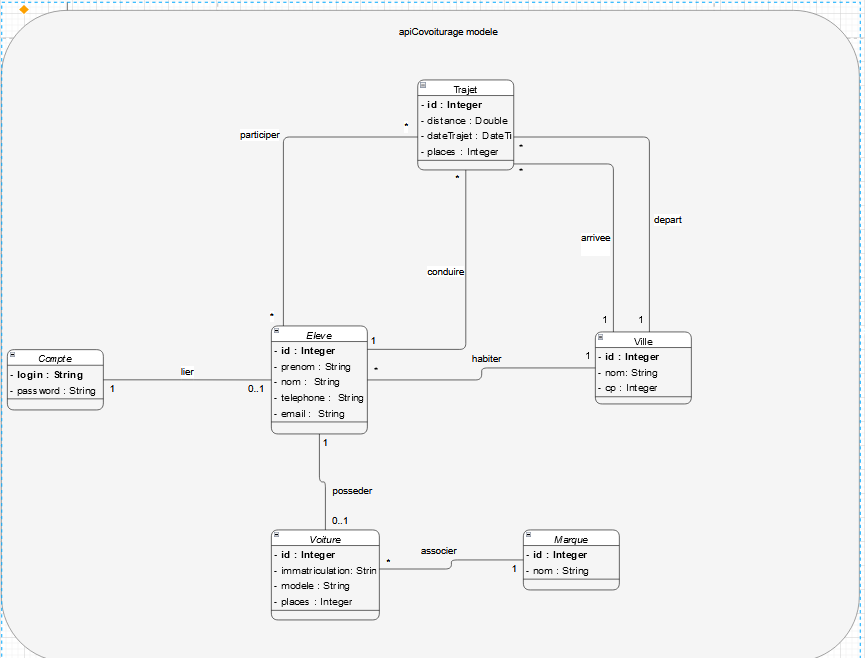 apiCovoiturage modele
Trajet
- id : Integer
- distance : Double
- dateTrajet : DateTi
- places : Integer
*
participer
*
*
*
depart
arrivee
conduire
*
Eleve
- id : Integer
- prenom : String
- nom : String
- telephone : String
- email : String
1
*
habiter
1
1
1
Ville
- id : Integer
- nom: String
- cp : Integer
Compte
- login : String
- password : String
1
lier
0..1
1
posseder
0..1
Voiture
- id : Integer
- immatriculation: Strin
- modele : String
- places : Integer
*
associer
1
Marque
- id : Integer
- nom : String